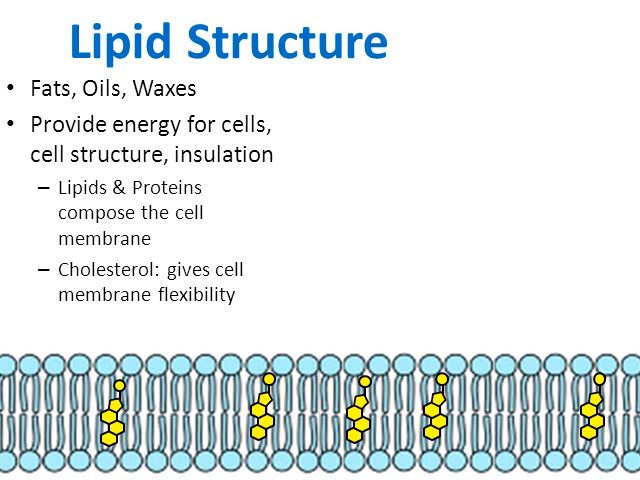 Lipid Structure
• Fats, Oils, Waxes
• Provide energy for cells,
cell structure, insulation
– Lipids & Proteins
compose the cell
membrane
– Cholesterol: gives cell
membrane flexibility